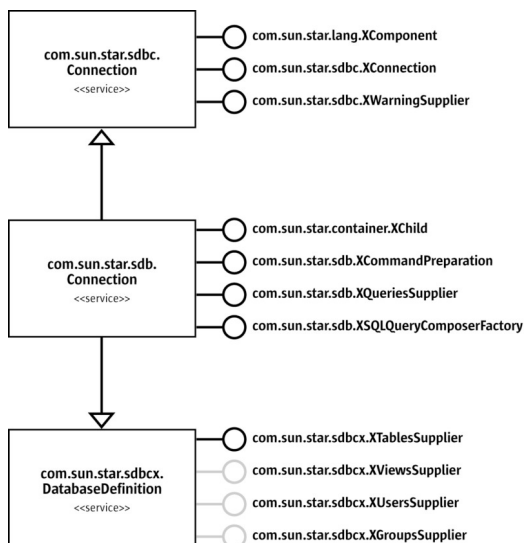 com.sun.star.sdbc.
Connection
<<service>>
com.sun.star.lang.XComponent
com.sun.star.sdbc.XConnection
com.sun.star.sdbc.XWarningSupplier
com.sun.star.sdb.
Connection
<<service>>
com.sun.star.container.XChild
com.sun.star.sdb.XCommandPreparation
com.sun.star.sdb.XQueriesSupplier
com.sun.star.sdb.XSQLQueryComposerFactory
com.sun.star.sdbcx.
DatabaseDefinition
<<service>>
com.sun.star.sdbcx.XTablesSupplier
com.sun.star.sdbcx.XViewsSupplier
com.sun.star.sdbcx.XUsersSupplier
com.sun.star.sdbcx.XGroupsSupplier